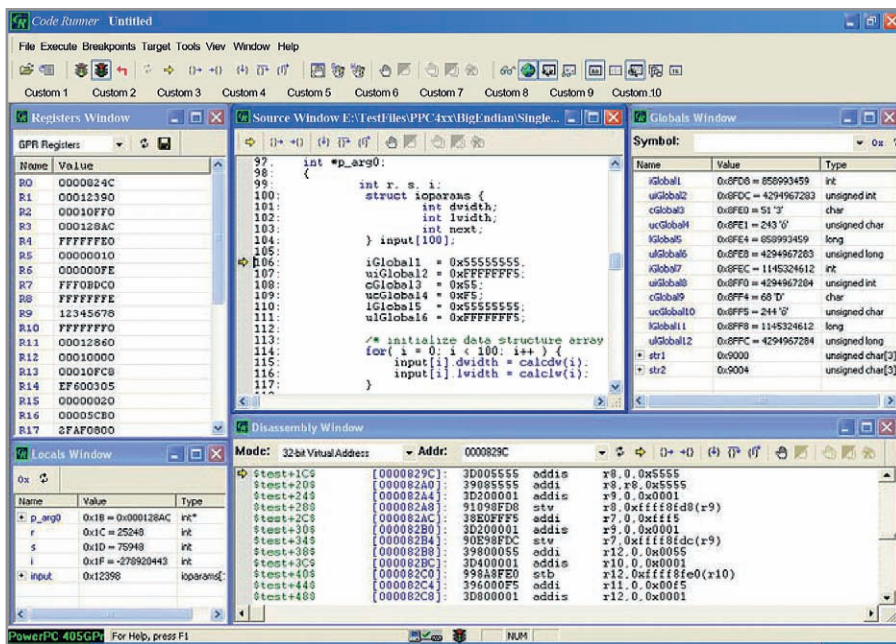 Code Runner Untitled
File Execute Breakpoints Target Tools View Window Help
Custom 1 Custom 2 Custom 3 Custom 4 Custom 5 Custom 6 Custom 7 Custom 8 Custom 9 Custom 10
Registers Window
GPR Registers
Name Value
R0 0000824C
R1 00012390
R2 00010FF0
R3 000128AC
R4 FFFFFFE0
R5 00000010
R6 000000FE
R7 FFF0BDC0
R8 FFFFFFFE
R9 12345678
R10 FFFFFFF0
R11 00012860
R12 00010000
R13 00010FC8
R14 EF600305
R15 00000020
R16 00005CB0
R17 2FAF0800
Source Window E:\TestFiles\PPC4xx\BigEndian\Single...
97. int *p_arg0;
98: {
99: int r, s, i;
100: struct ioparams {
101: int dwidth;
102: int lwidth;
103: int next;
104: } input[100];
105:
106: iGlobal1 = 0x55555555;
107: uiGlobal2 = 0xFFFFFFF5;
108: cGlobal3 = 0x55;
109: ucGlobal4 = 0xF5;
110: lGlobal5 = 0x55555555;
111: ulGlobal6 = 0xFFFFFFF5;
112:
113: /* initialize data structure array
114: for( i = 0; i < 100; i++ ) {
115: input[i].dwidth = calcdw(i);
116: input[i].lwidth = calclw(i);
117: }
Globals Window
Symbol: 0x
Name Value Type
iGlobal1 0x8FD8 = 858993459 int
uiGlobal2 0x8FDC = 4294967283 unsigned int
cGlobal3 0x8FE0 = 51 '3' char
ucGlobal4 0x8FE1 = 243 'ó' unsigned char
lGlobal5 0x8FE4 = 858993459 long
ulGlobal6 0x8FE8 = 4294967283 unsigned long
iGlobal7 0x8FEC = 1145324612 int
uiGlobal8 0x8FF0 = 4294967284 unsigned int
cGlobal9 0x8FF4 = 68 'D' char
ucGlobal10 0x8FF5 = 244 'ô' unsigned char
lGlobal11 0x8FF8 = 1145324612 long
ulGlobal12 0x8FFC = 4294967284 unsigned long
str1 0x9000 unsigned char[3]
str2 0x9004 unsigned char[3]
Locals Window
0x
Name Value Type
p_arg0 0x1B = 0x000128AC int*
r 0x1C = 25248 int
s 0x1D = 75948 int
i 0x1F = -278920443 int
input 0x12398 ioparams[:
Disassembly Window
Mode: 32-bit Virtual Address Addr: 0000829C
$test+1C$ [0000829C]: 3D005555 addis r8,0,0x5555
$test+20$ [000082A0]: 39085555 addi r8,r8,0x5555
$test+24$ [000082A4]: 3D200001 addis r9,0,0x0001
$test+28$ [000082A8]: 91098FD8 stw r8,0xffff8fd8(r9)
$test+2C$ [000082AC]: 38E0FFF5 addi r7,0,0xfff5
$test+30$ [000082B0]: 3D200001 addis r9,0,0x0001
$test+34$ [000082B4]: 90E98FDC stw r7,0xffff8fdc(r9)
$test+38$ [000082B8]: 39800055 addi r12,0,0x0055
$test+3C$ [000082BC]: 3D400001 addis r10,0,0x0001
$test+40$ [000082C0]: 998A8FE0 stb r12,0xffff8fe0(r10)
$test+44$ [000082C4]: 396000F5 addi r11,0,0x00f5
$test+48$ [000082C8]: 3D800001 addis r12,0,0x0001
PowerPC 405GPr For Help, press F1 NUM